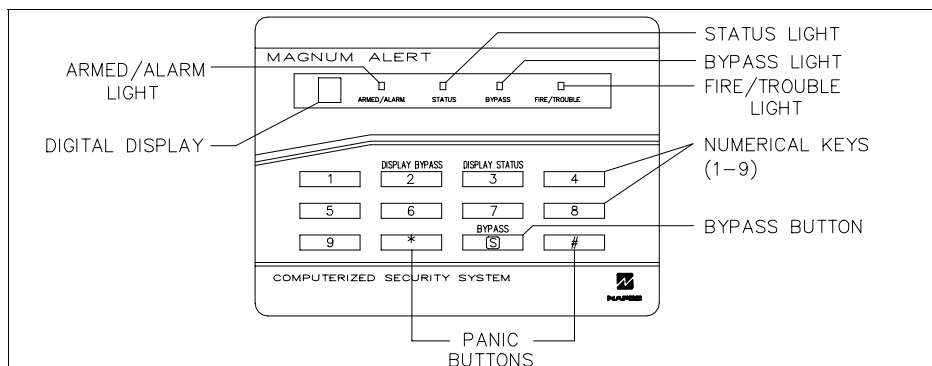 STATUS LIGHT
MAGNUM ALERT
BYPASS LIGHT
ARMED/ALARM
LIGHT
FIRE/TROUBLE
LIGHT
ARMED/ALARM STATUS BYPASS FIRE/TROUBLE
DIGITAL DISPLAY
NUMERICAL KEYS
(1-9)
DISPLAY BYPASS DISPLAY STATUS
1 2 3 4
5 6 7 8
BYPASS
BYPASS BUTTON
9 * S #
COMPUTERIZED SECURITY SYSTEM
NAPCO
PANIC
BUTTONS